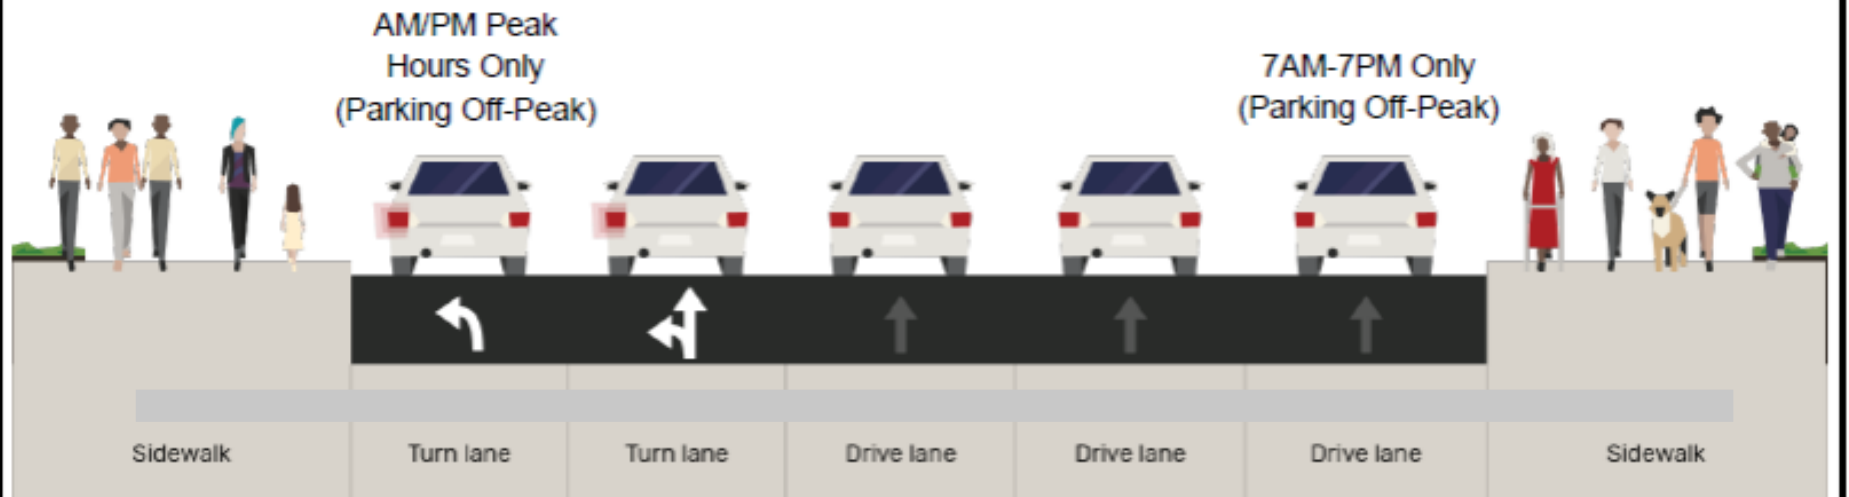 AM/PM Peak
Hours Only
(Parking Off-Peak)
7AM-7PM Only
(Parking Off-Peak)
Sidewalk
Turn lane
Turn lane
Drive lane
Drive lane
Drive lane
Sidewalk